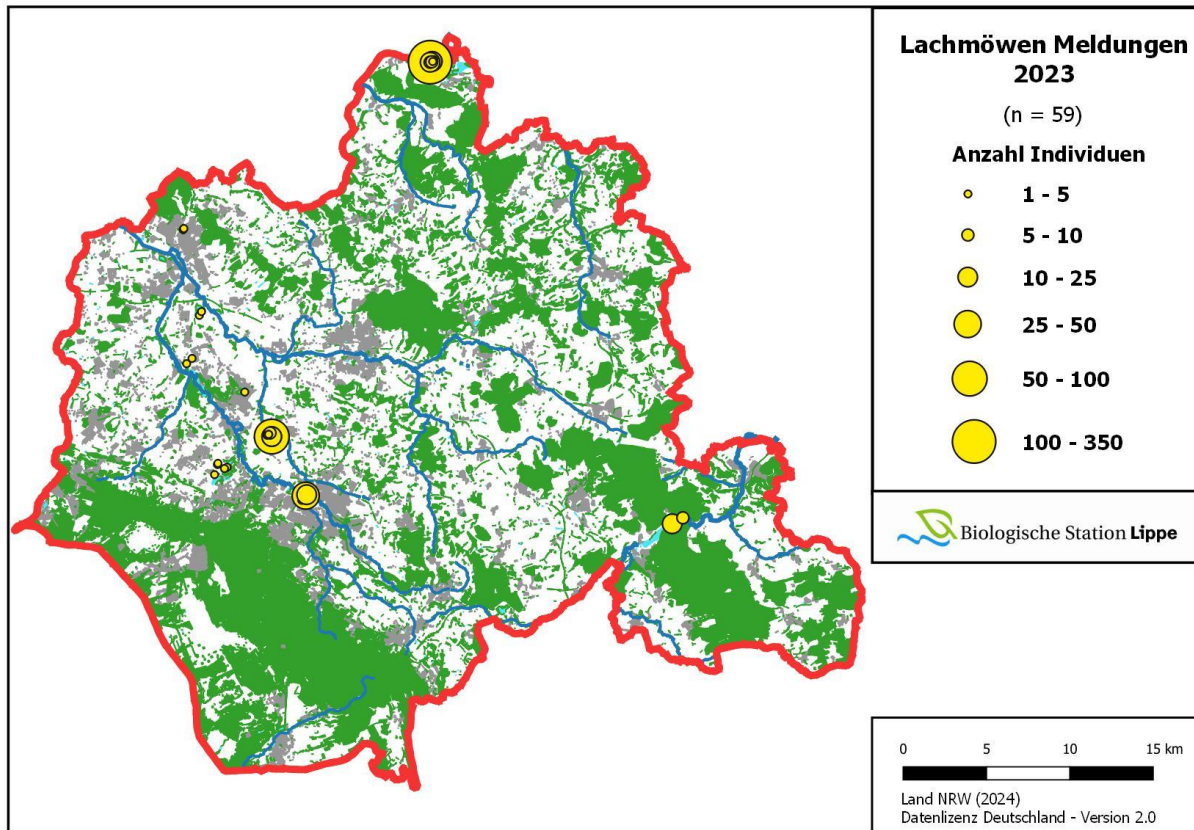 Lachmöwen Meldungen
2023
(n = 59)
Anzahl Individuen
1 - 5
5 - 10
10 - 25
25 - 50
50 - 100
100 - 350
Biologische Station Lippe
0 5 10 15 km
Land NRW (2024)
Datenlizenz Deutschland - Version 2.0